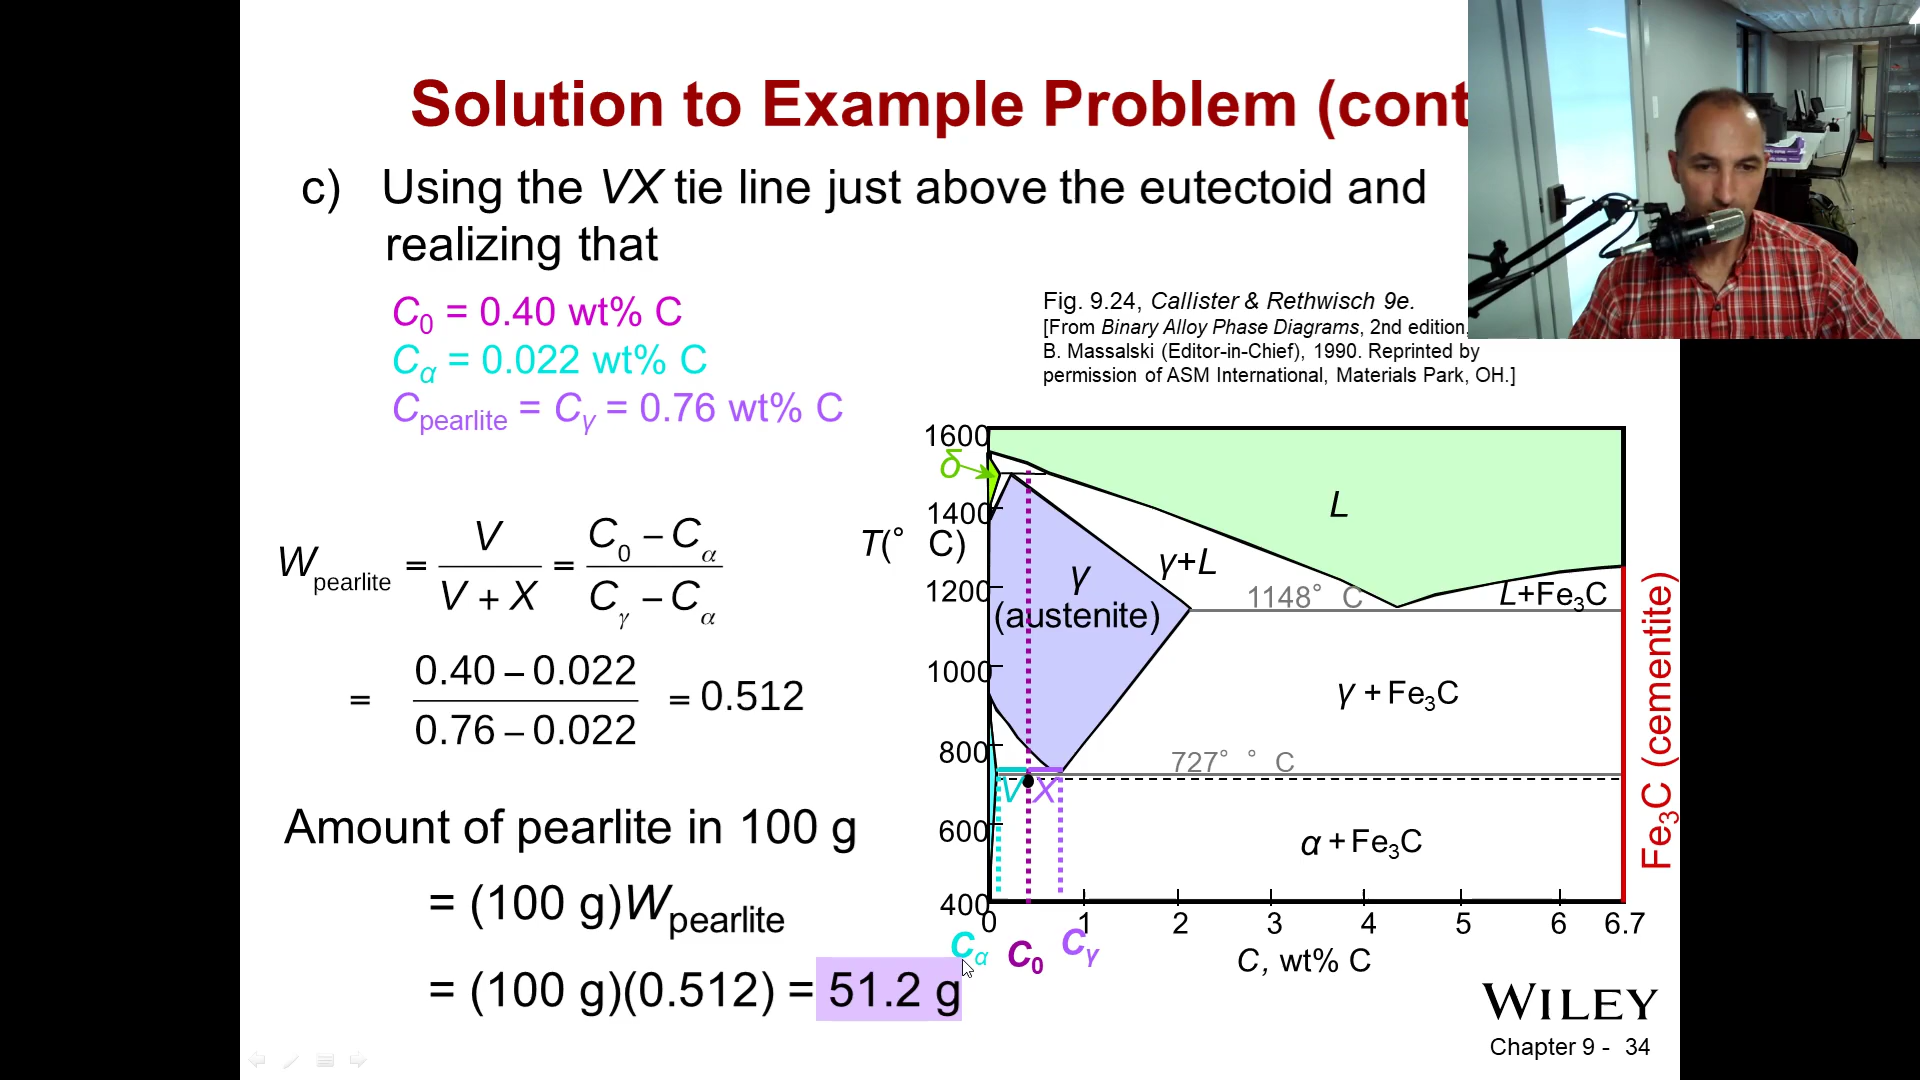 Solution to Example Problem (cont
c) Using the VX tie line just above the eutectoid and
realizing that
C₀ = 0.40 wt% C
Cα = 0.022 wt% C
Cpearlite = Cγ = 0.76 wt% C
Fig. 9.24, Callister & Rethwisch 9e.
[From Binary Alloy Phase Diagrams, 2nd edition,
B. Massalski (Editor-in-Chief), 1990. Reprinted by
permission of ASM International, Materials Park, OH.]
Wpearlite = V / (V + X) = (C₀ – Cα) / (Cγ – Cα)
= (0.40 – 0.022) / (0.76 – 0.022) = 0.512
Amount of pearlite in 100 g
= (100 g)Wpearlite
= (100 g)(0.512) = 51.2 g
T(° C)
1600
1400
1200
1000
800
600
400
δ
L
γ+L
γ
(austenite)
1148° C
L+Fe₃C
γ + Fe₃C
727° ° C
V X
α + Fe₃C
Fe₃C (cementite)
0 1 2 3 4 5 6 6.7
Cα C₀ Cγ
C, wt% C
WILEY
Chapter 9 - 34